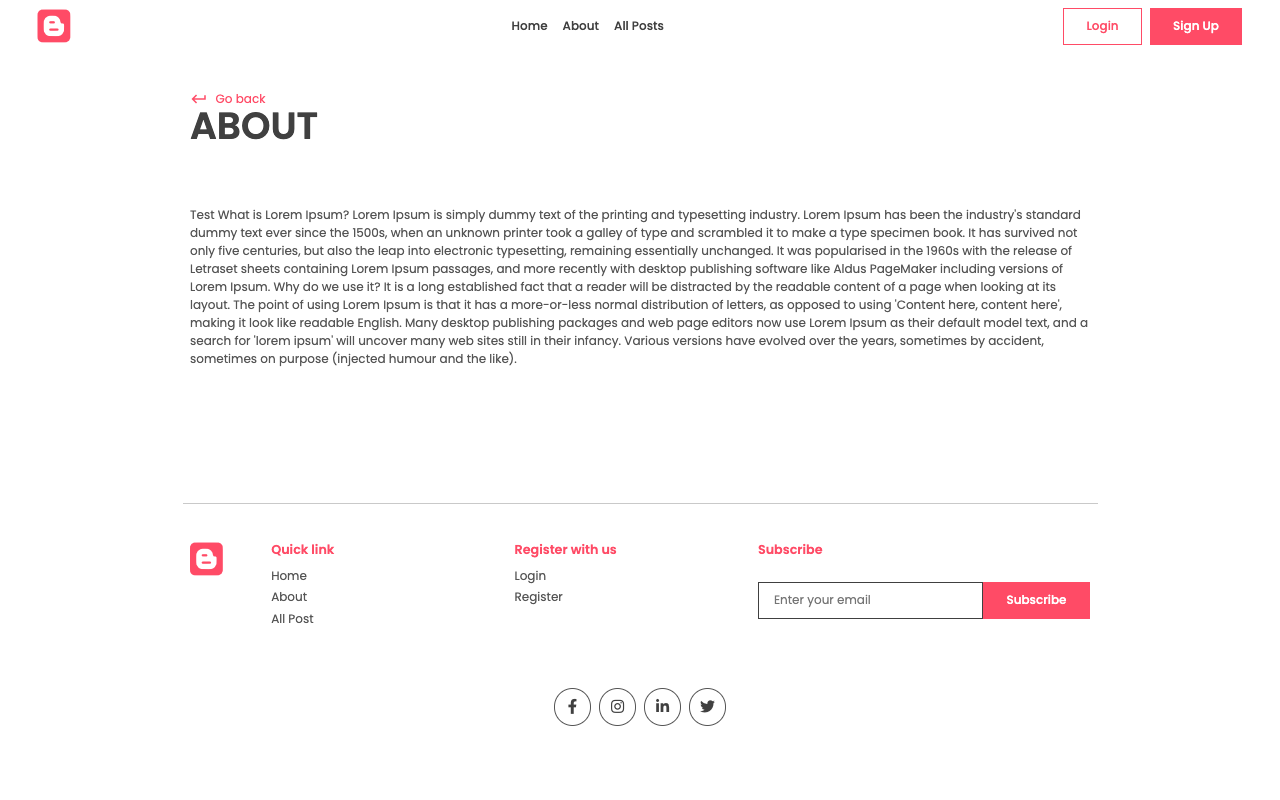 Home About All Posts Login Sign Up
Go back
ABOUT
Test What is Lorem Ipsum? Lorem Ipsum is simply dummy text of the printing and typesetting industry. Lorem Ipsum has been the industry's standard
dummy text ever since the 1500s, when an unknown printer took a galley of type and scrambled it to make a type specimen book. It has survived not
only five centuries, but also the leap into electronic typesetting, remaining essentially unchanged. It was popularised in the 1960s with the release of
Letraset sheets containing Lorem Ipsum passages, and more recently with desktop publishing software like Aldus PageMaker including versions of
Lorem Ipsum. Why do we use it? It is a long established fact that a reader will be distracted by the readable content of a page when looking at its
layout. The point of using Lorem Ipsum is that it has a more-or-less normal distribution of letters, as opposed to using 'Content here, content here',
making it look like readable English. Many desktop publishing packages and web page editors now use Lorem Ipsum as their default model text, and a
search for 'lorem ipsum' will uncover many web sites still in their infancy. Various versions have evolved over the years, sometimes by accident,
sometimes on purpose (injected humour and the like).
Quick link
Home
About
All Post
Register with us
Login
Register
Subscribe
Enter your email Subscribe